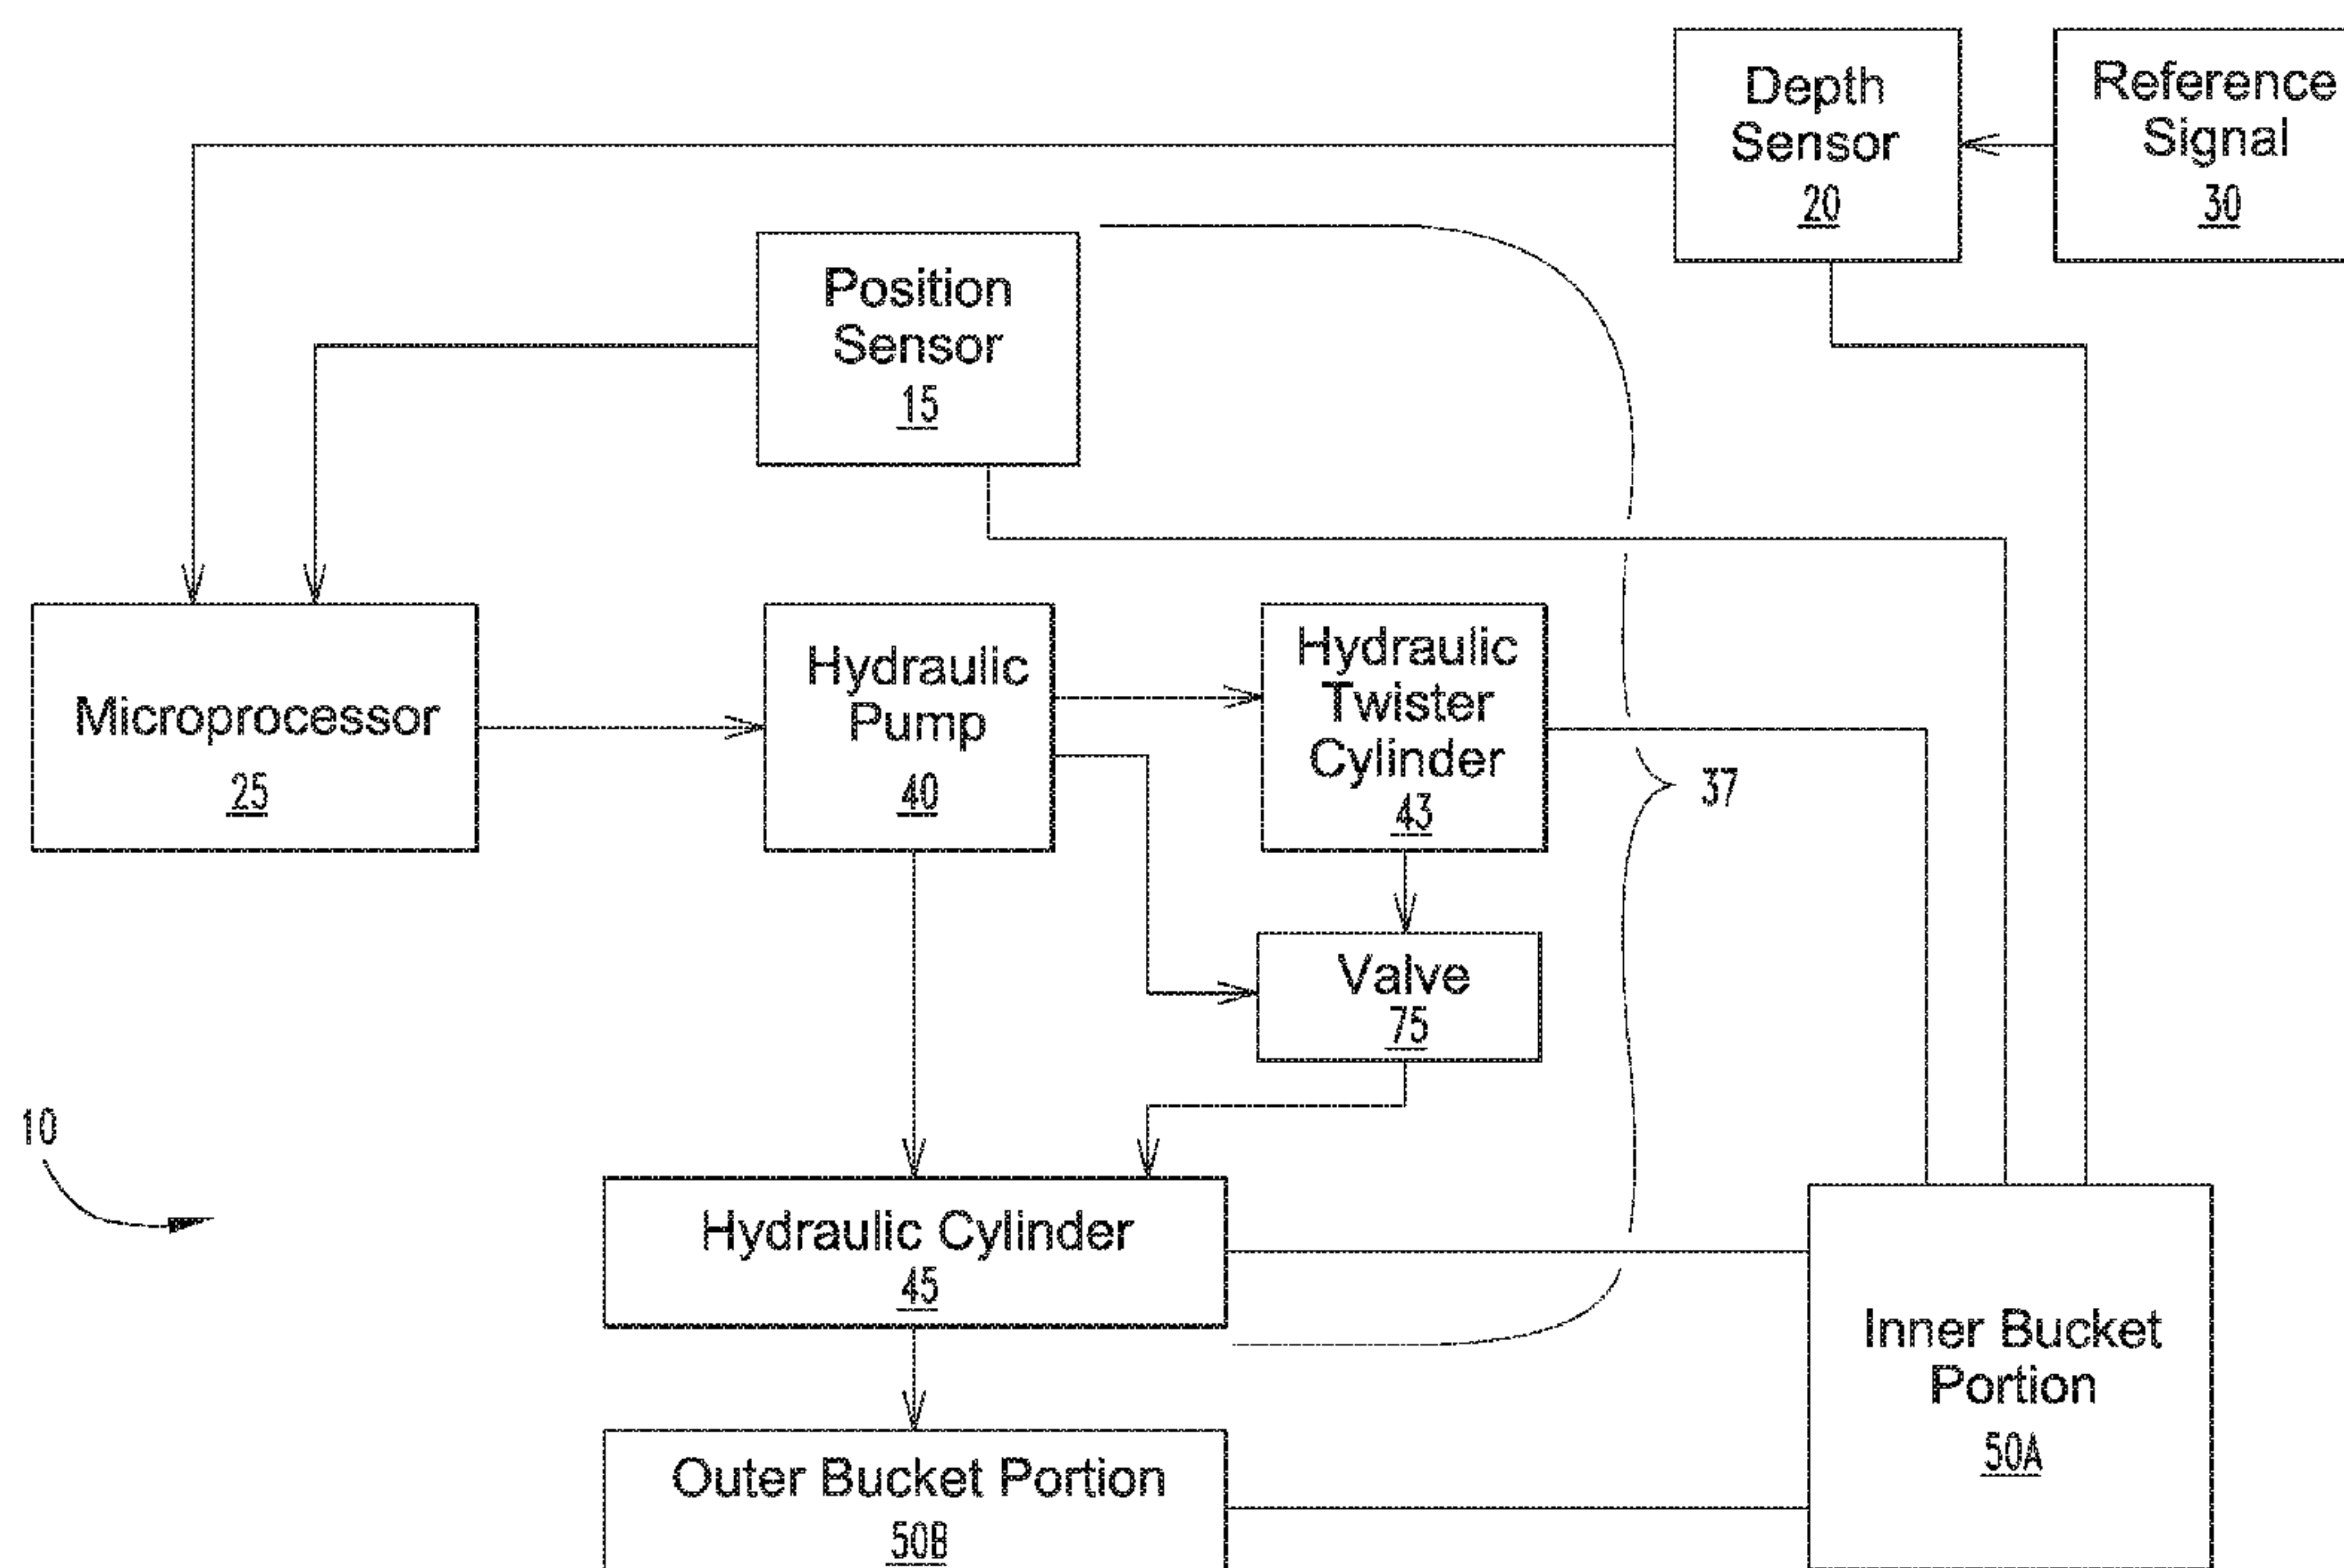 Depth
Sensor
20
Reference
Signal
30
Position
Sensor
15
Microprocessor
25
Hydraulic
Pump
40
Hydraulic
Twister
Cylinder
43
37
Valve
75
10
Hydraulic Cylinder
45
Inner Bucket
Portion
50A
Outer Bucket Portion
50B